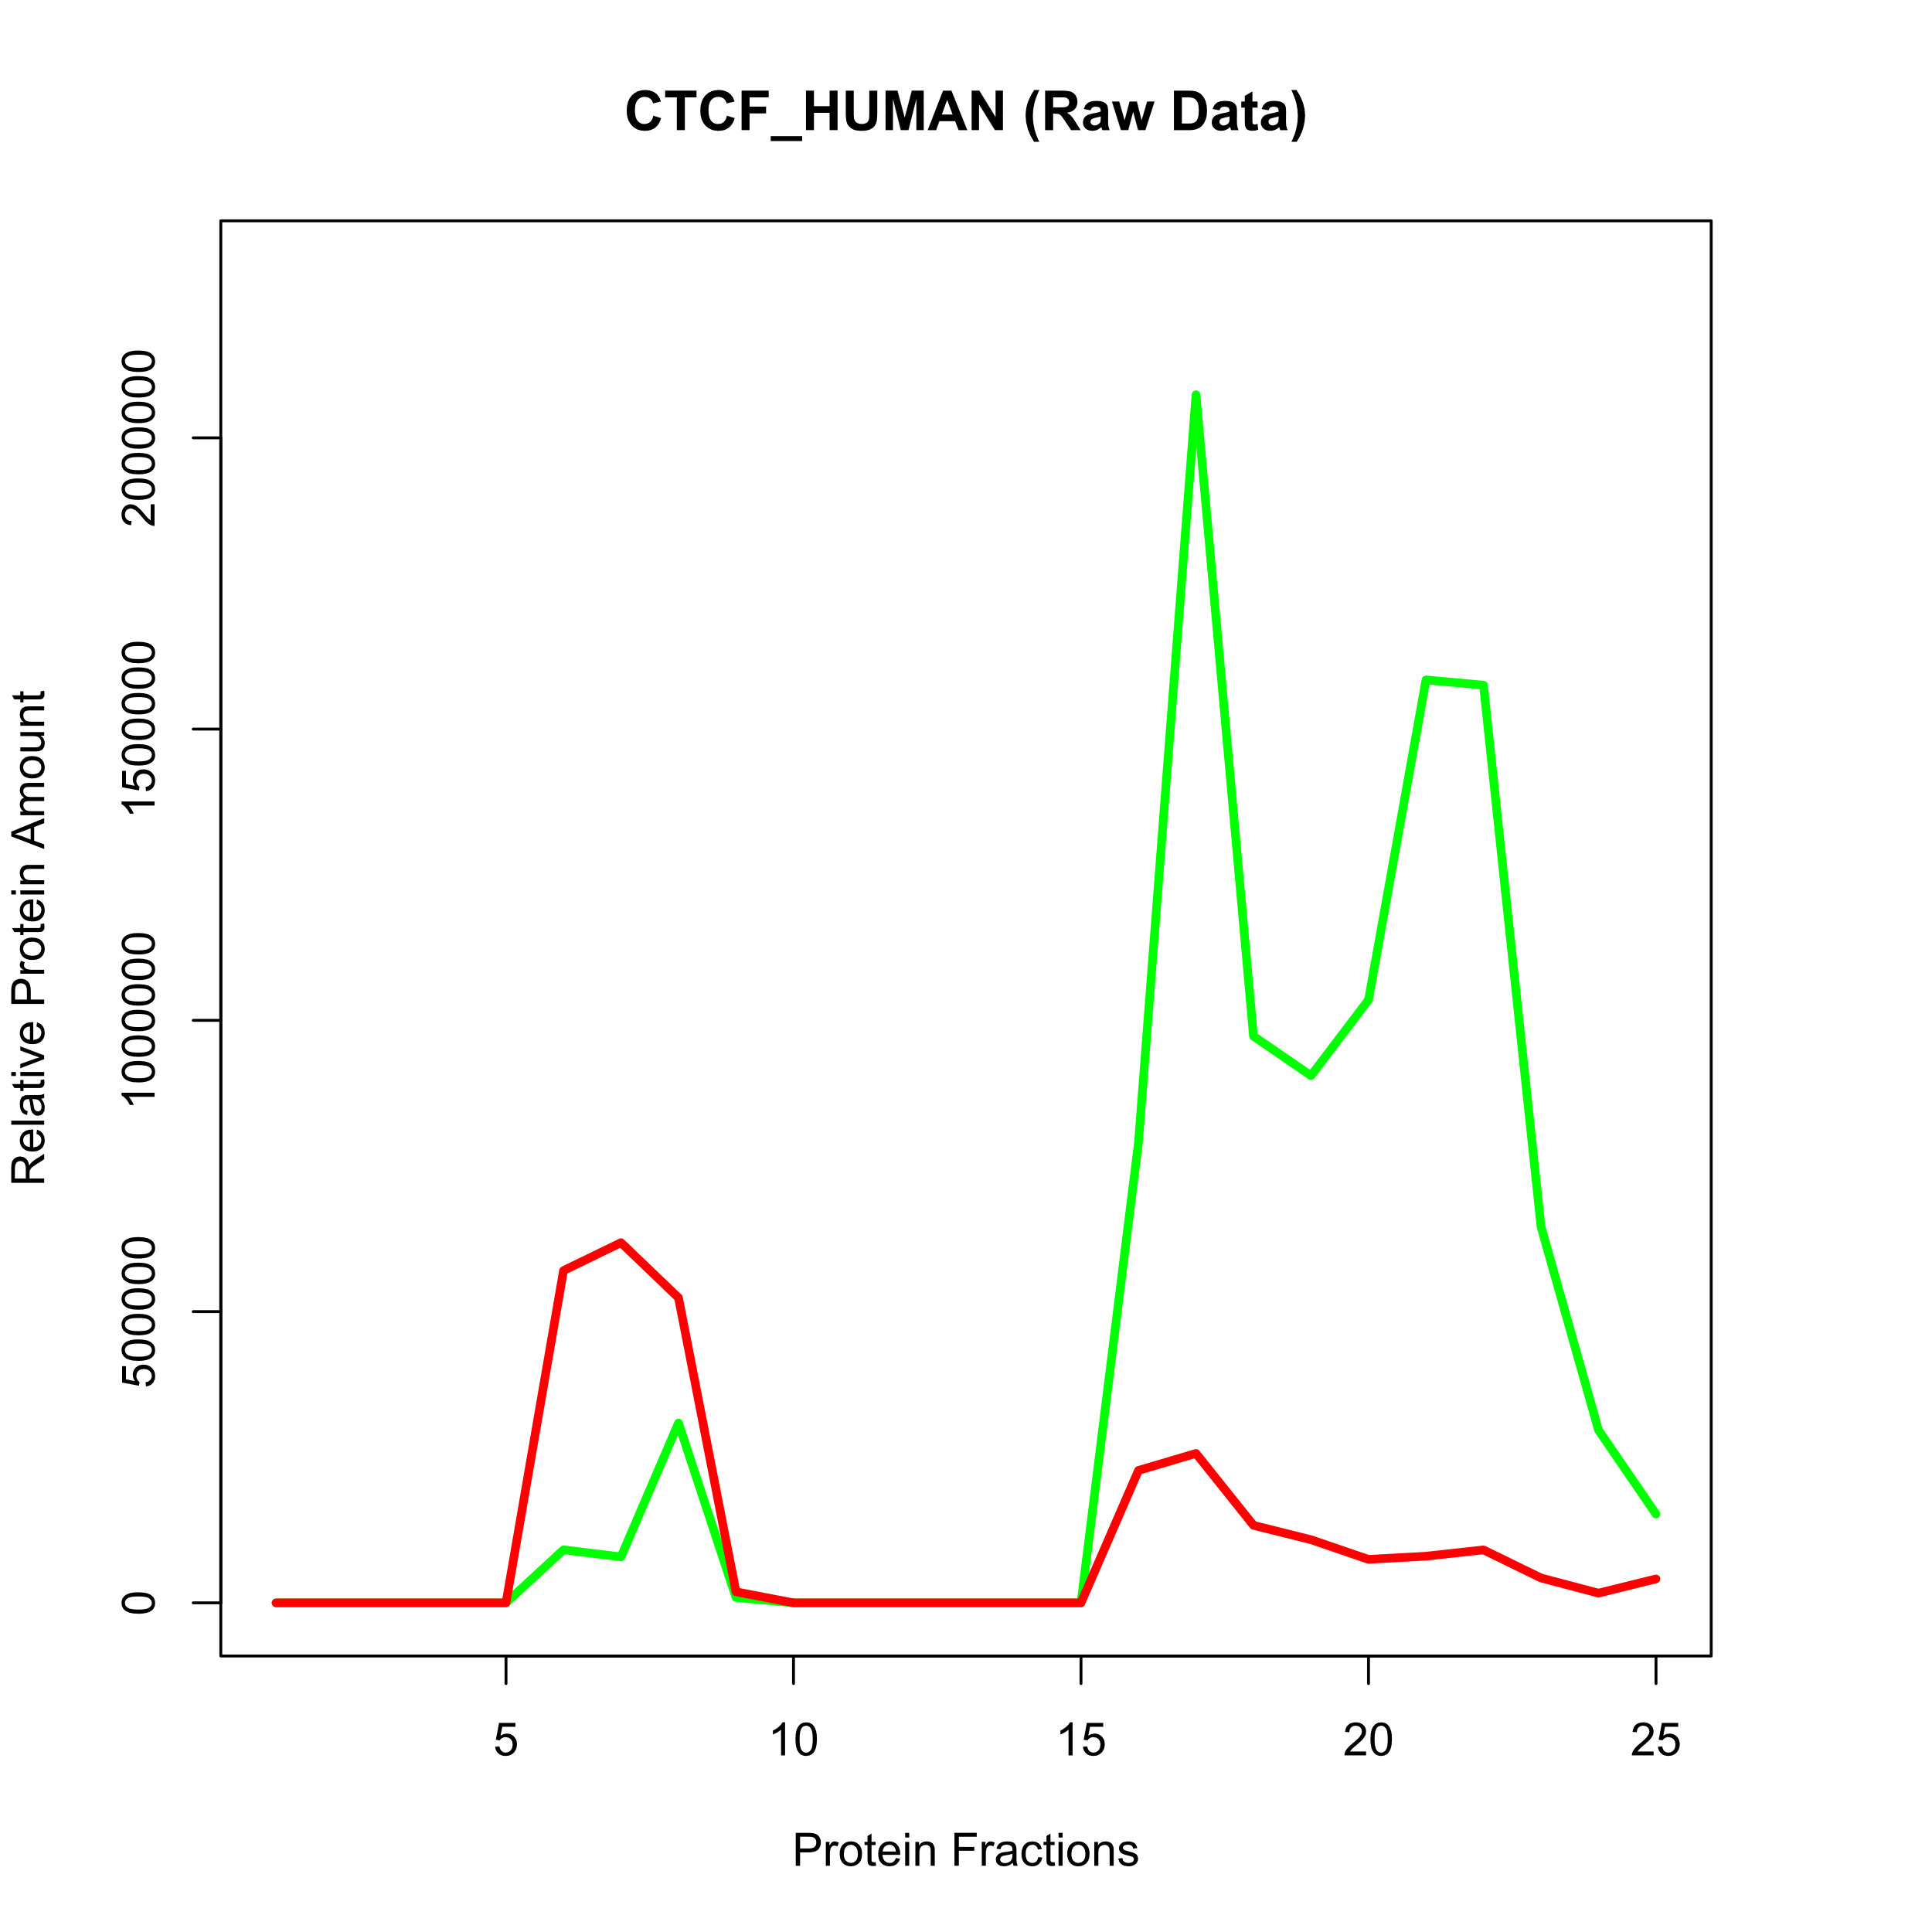 CTCF_HUMAN (Raw Data)
Relative Protein Amount
2000000
1500000
1000000
500000
0
5 10 15 20 25
Protein Fractions